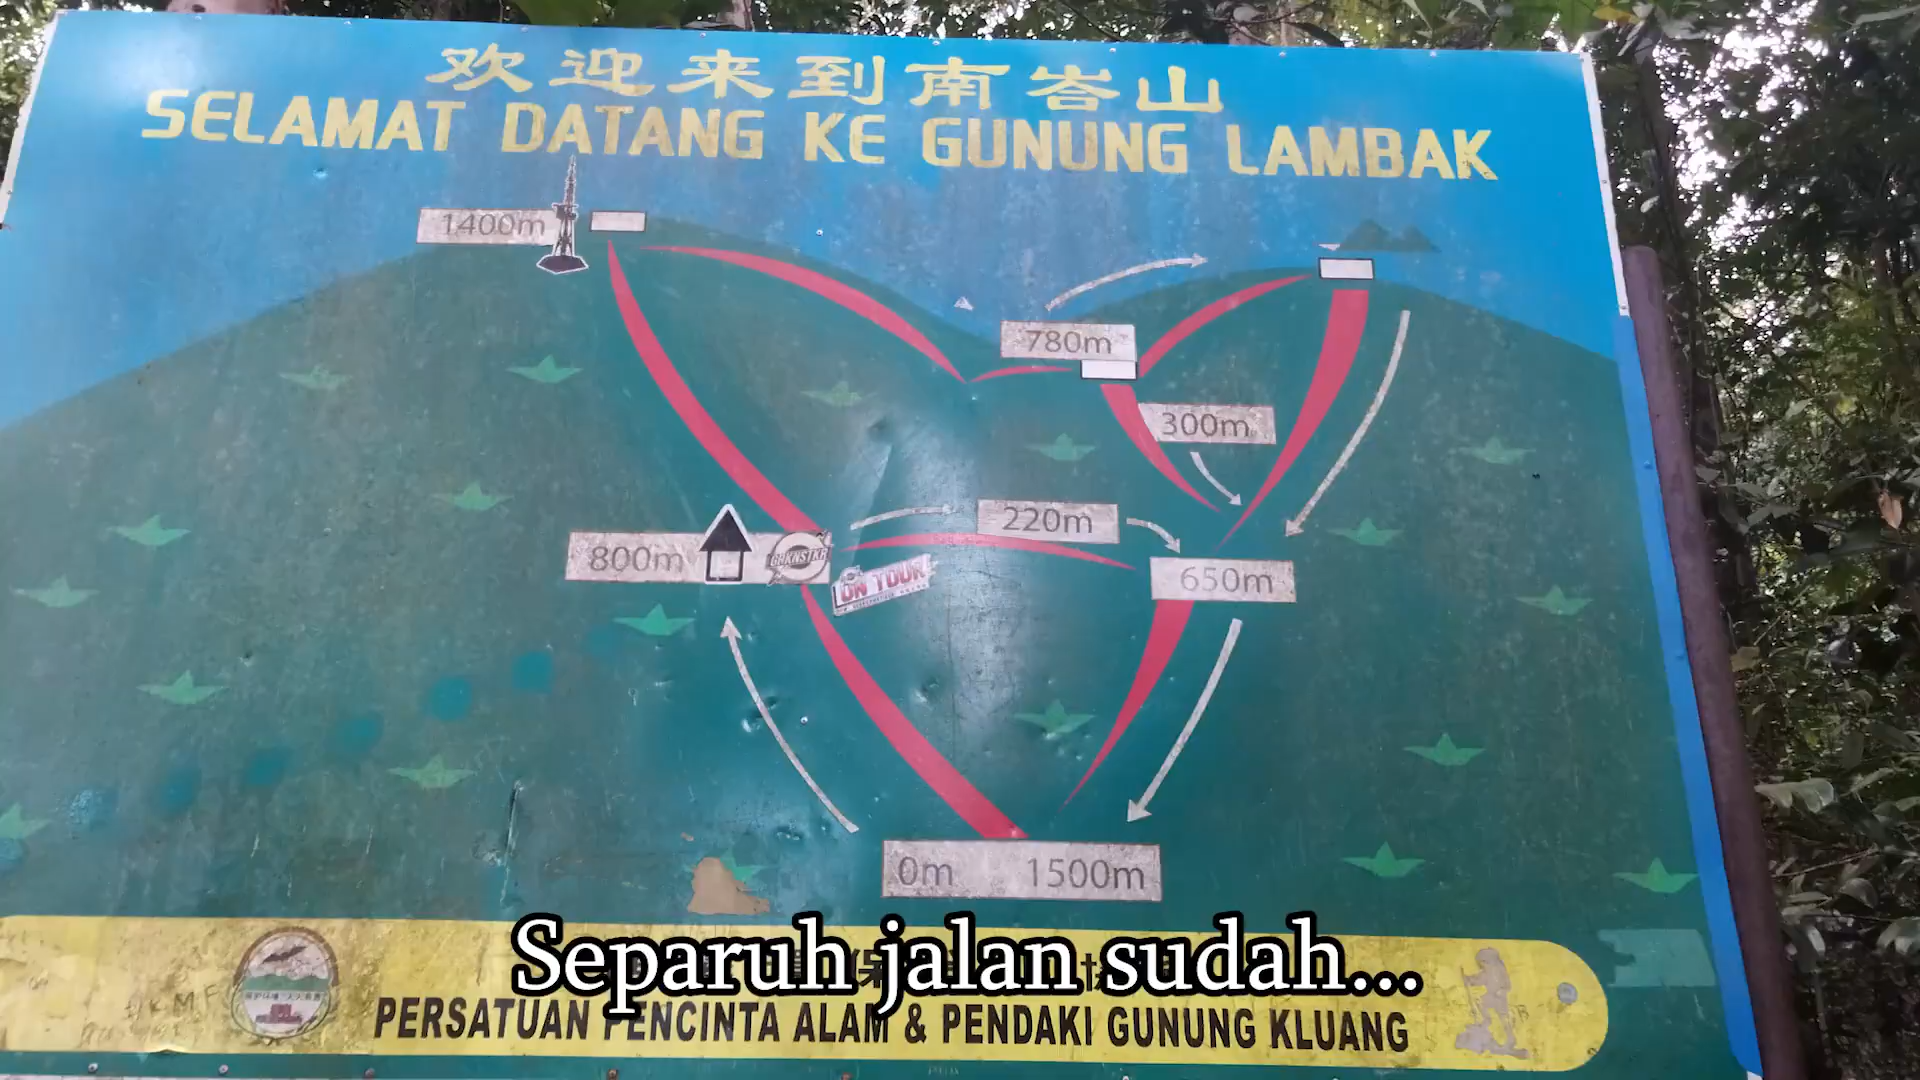 欢迎来到南峇山
SELAMAT DATANG KE GUNUNG LAMBAK
1400m
780m
300m
220m
800m
ON TOUR
650m
0m 1500m
Separuh jalan sudah...
PERSATUAN PENCINTA ALAM & PENDAKI GUNUNG KLUANG